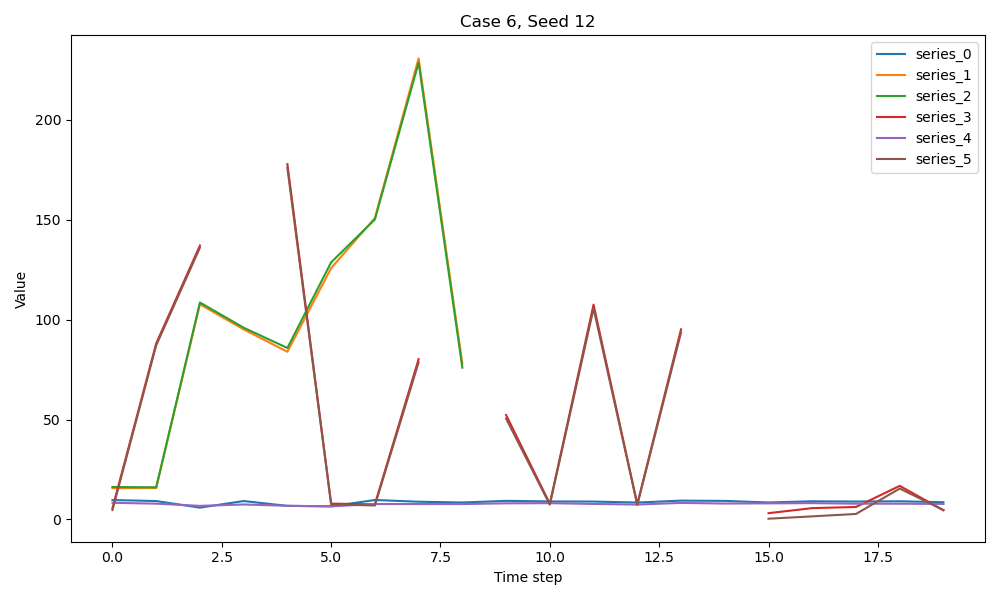 Case 6, Seed 12
series_0
series_1
series_2
series_3
series_4
series_5
Value
200
150
100
50
0
0.0 2.5 5.0 7.5 10.0 12.5 15.0 17.5
Time step